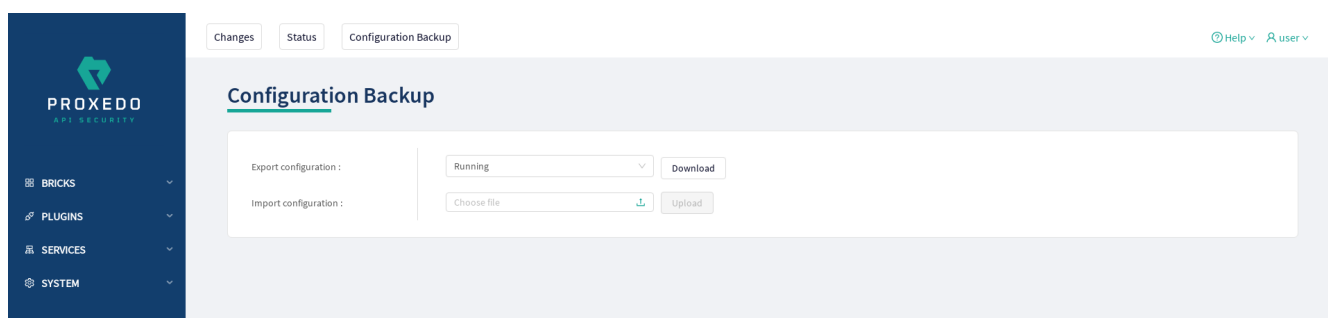 Changes Status Configuration Backup Help user
PROXEDO
API SECURITY
Configuration Backup
Export configuration : Running Download
Import configuration : Choose file Upload
BRICKS
PLUGINS
SERVICES
SYSTEM